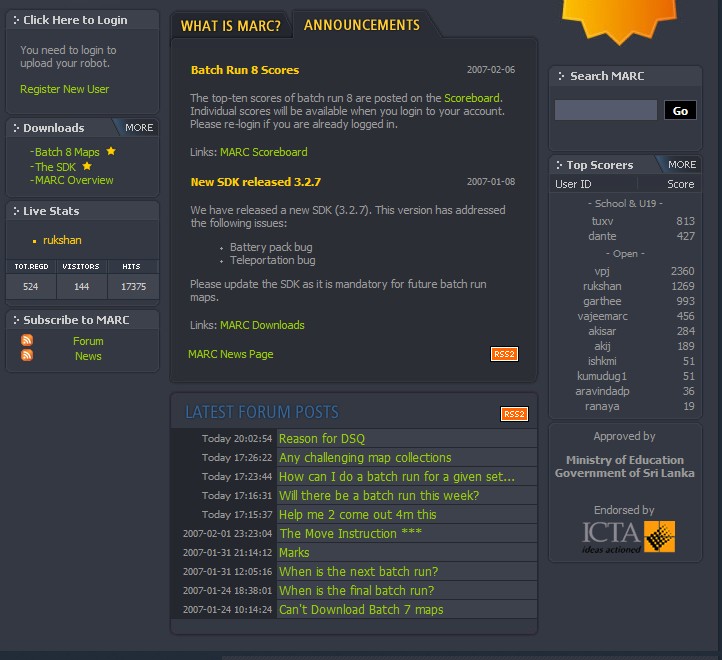 Click Here to Login
You need to login to
upload your robot.
Register New User
Downloads MORE
-Batch 8 Maps
-The SDK
-MARC Overview
Live Stats
rukshan
TOT.REGD VISITORS HITS
524 144 17375
Subscribe to MARC
Forum
News
WHAT IS MARC? ANNOUNCEMENTS
Batch Run 8 Scores 2007-02-06
The top-ten scores of batch run 8 are posted on the Scoreboard.
Individual scores will be available when you login to your account.
Please re-login if you are already logged in.
Links: MARC Scoreboard
New SDK released 3.2.7 2007-01-08
We have released a new SDK (3.2.7). This version has addressed
the following issues:
Battery pack bug
Teleportation bug
Please update the SDK as it is mandatory for future batch run
maps.
Links: MARC Downloads
MARC News Page RSS2
LATEST FORUM POSTS RSS2
Today 20:02:54 Reason for DSQ
Today 17:26:22 Any challenging map collections
Today 17:23:44 How can I do a batch run for a given set...
Today 17:16:31 Will there be a batch run this week?
Today 17:15:37 Help me 2 come out 4m this
2007-02-01 23:23:04 The Move Instruction ***
2007-01-31 21:14:12 Marks
2007-01-31 12:05:16 When is the next batch run?
2007-01-24 18:38:01 When is the final batch run?
2007-01-24 10:14:24 Can't Download Batch 7 maps
Search MARC
Go
Top Scorers MORE
User ID Score
- School & U19 -
tuxv 813
dante 427
- Open -
vpj 2360
rukshan 1269
garthee 993
vajeemarc 456
akisar 284
akij 189
ishkmi 51
kumudug1 51
aravindadp 36
ranaya 19
Approved by
Ministry of Education
Government of Sri Lanka
Endorsed by
ICTA
ideas actioned